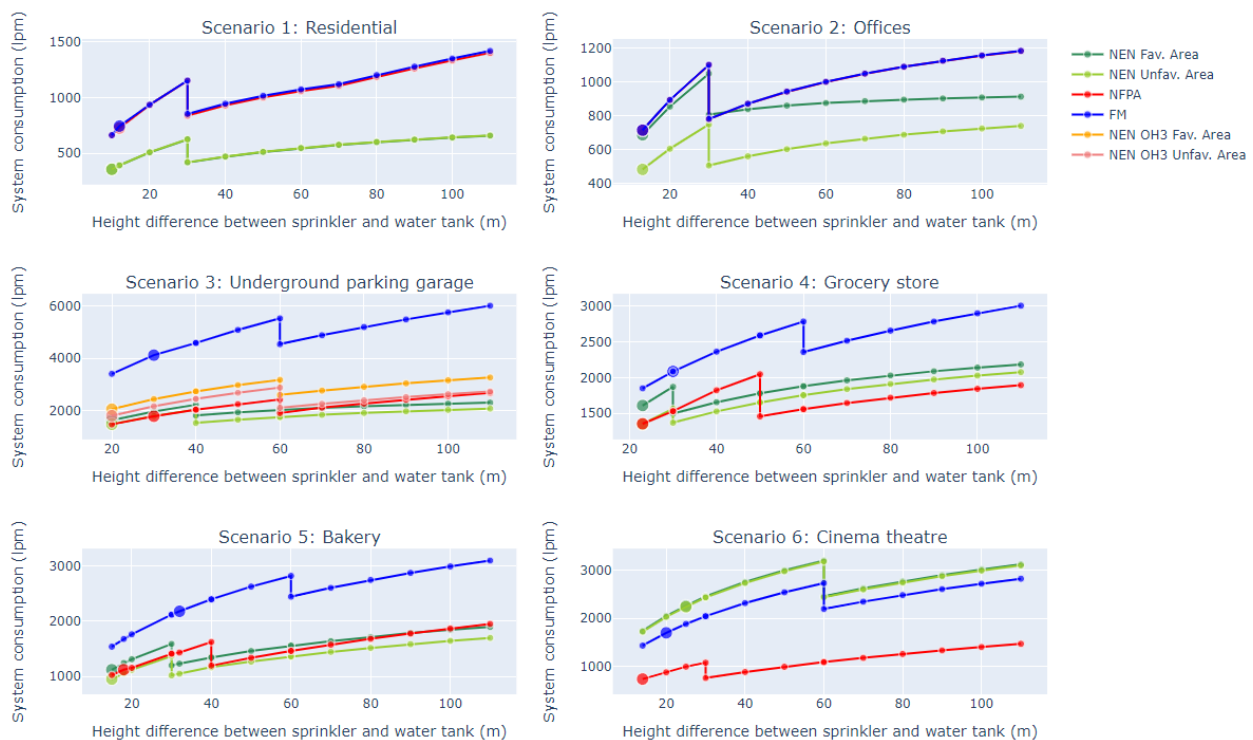 Scenario 1: Residential
Scenario 2: Offices
System consumption (lpm)
1500
1000
500
20
40
60
80
100
Height difference between sprinkler and water tank (m)
System consumption (lpm)
1200
1000
800
600
400
20
40
60
80
100
Height difference between sprinkler and water tank (m)
NEN Fav. Area
NEN Unfav. Area
NFPA
FM
NEN OH3 Fav. Area
NEN OH3 Unfav. Area
Scenario 3: Underground parking garage
Scenario 4: Grocery store
System consumption (lpm)
6000
4000
2000
20
40
60
80
100
Height difference between sprinkler and water tank (m)
System consumption (lpm)
3000
2500
2000
1500
40
60
80
100
Height difference between sprinkler and water tank (m)
Scenario 5: Bakery
Scenario 6: Cinema theatre
System consumption (lpm)
3000
2000
1000
20
40
60
80
100
Height difference between sprinkler and water tank (m)
System consumption (lpm)
3000
2000
1000
20
40
60
80
100
Height difference between sprinkler and water tank (m)